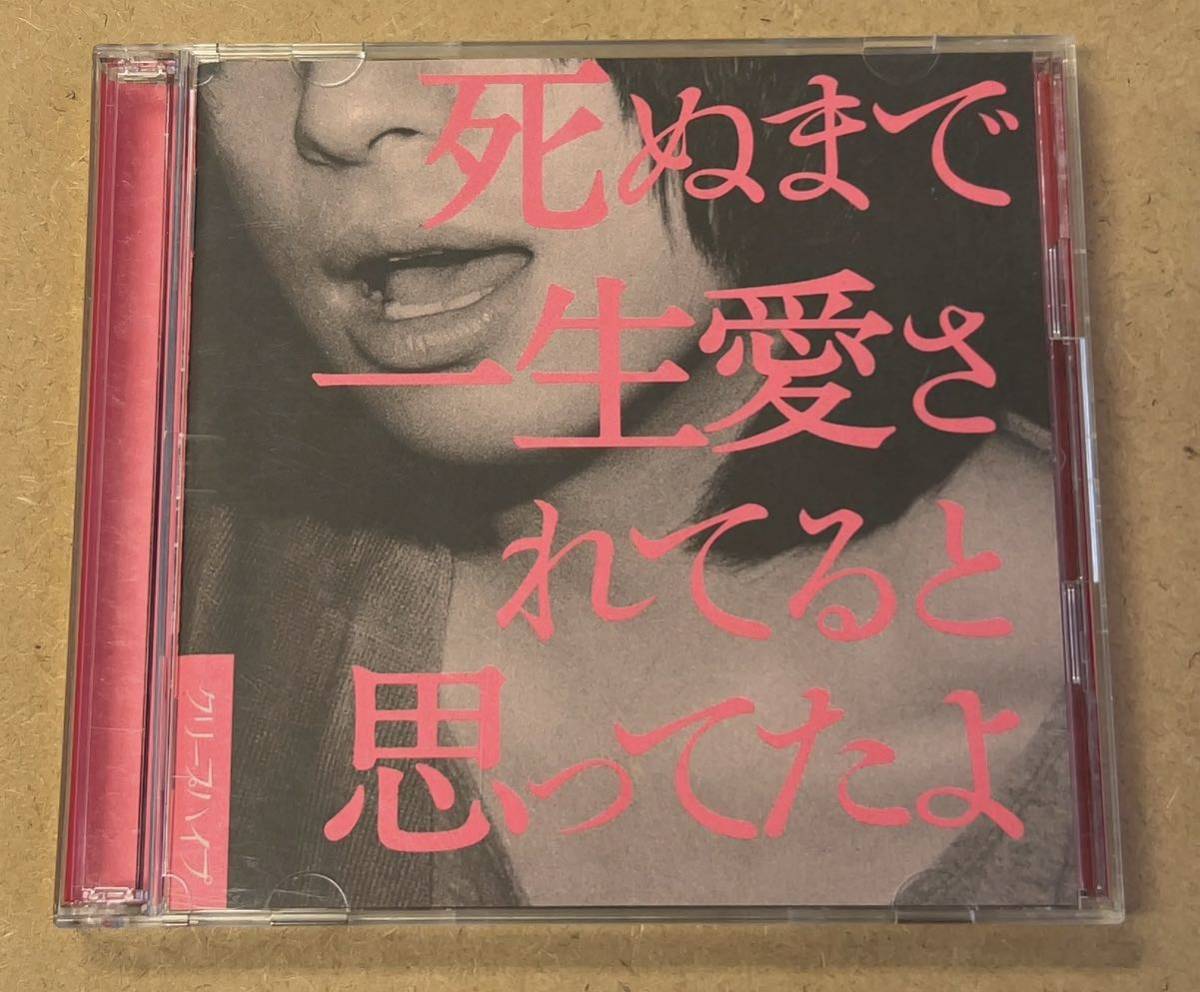 死ぬまで
一生愛さ
れてると
思ってたよ
クリープハイプ